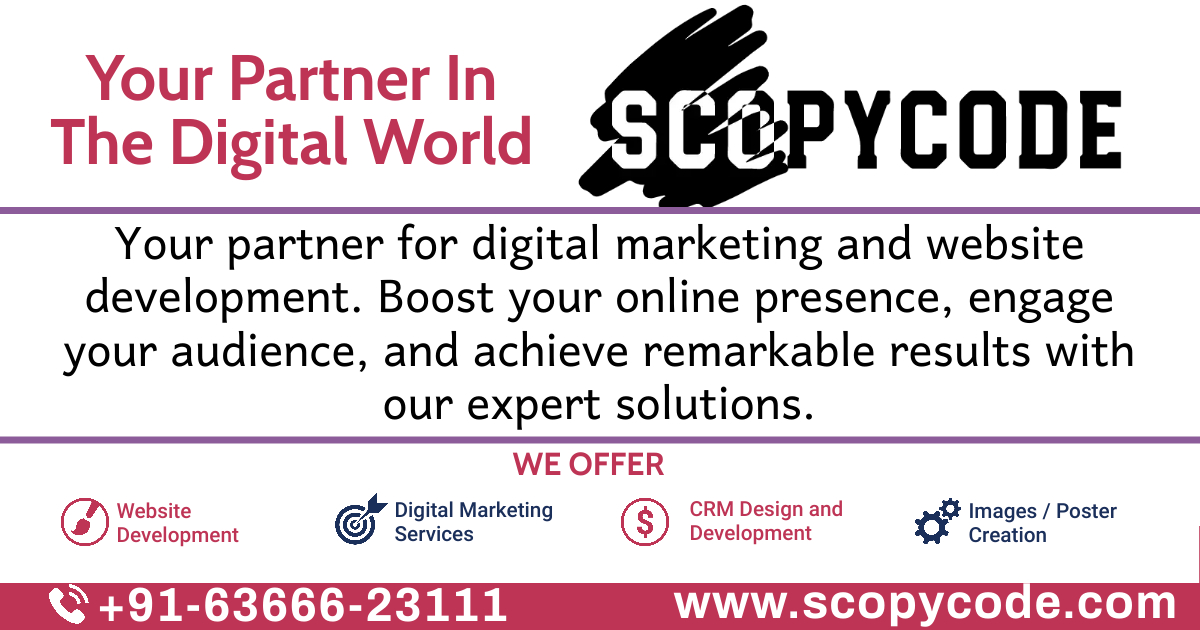 Your Partner In
The Digital World
SCOPYCODE
Your partner for digital marketing and website
development. Boost your online presence, engage
your audience, and achieve remarkable results with
our expert solutions.
WE OFFER
Website
Development
Digital Marketing
Services
$
CRM Design and
Development
Images / Poster
Creation
+91-63666-23111
www.scopycode.com